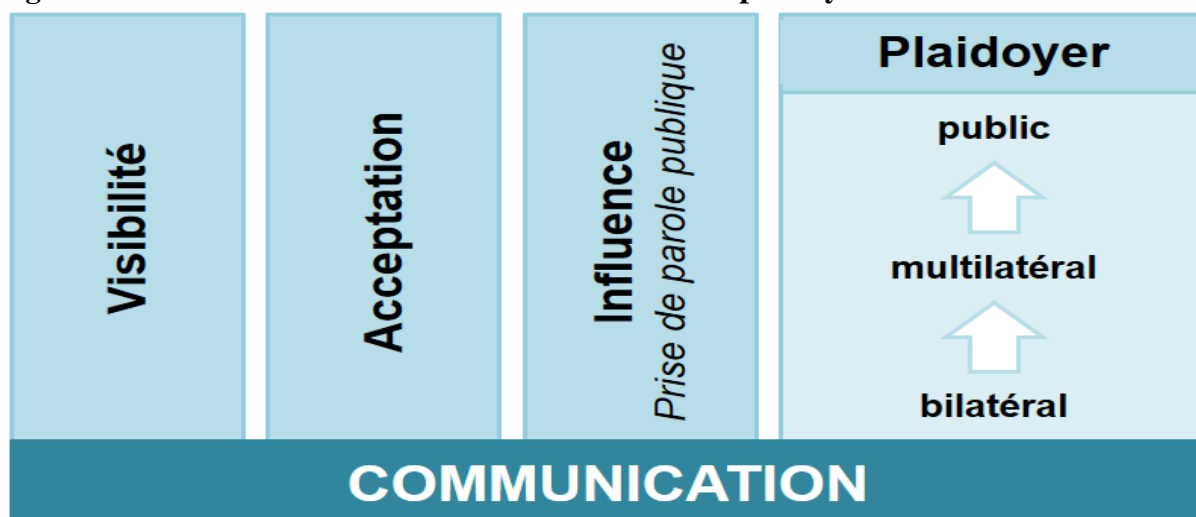 Visibilité
Acceptation
Influence
Prise de parole publique
Plaidoyer
public
multilatéral
bilatéral
COMMUNICATION